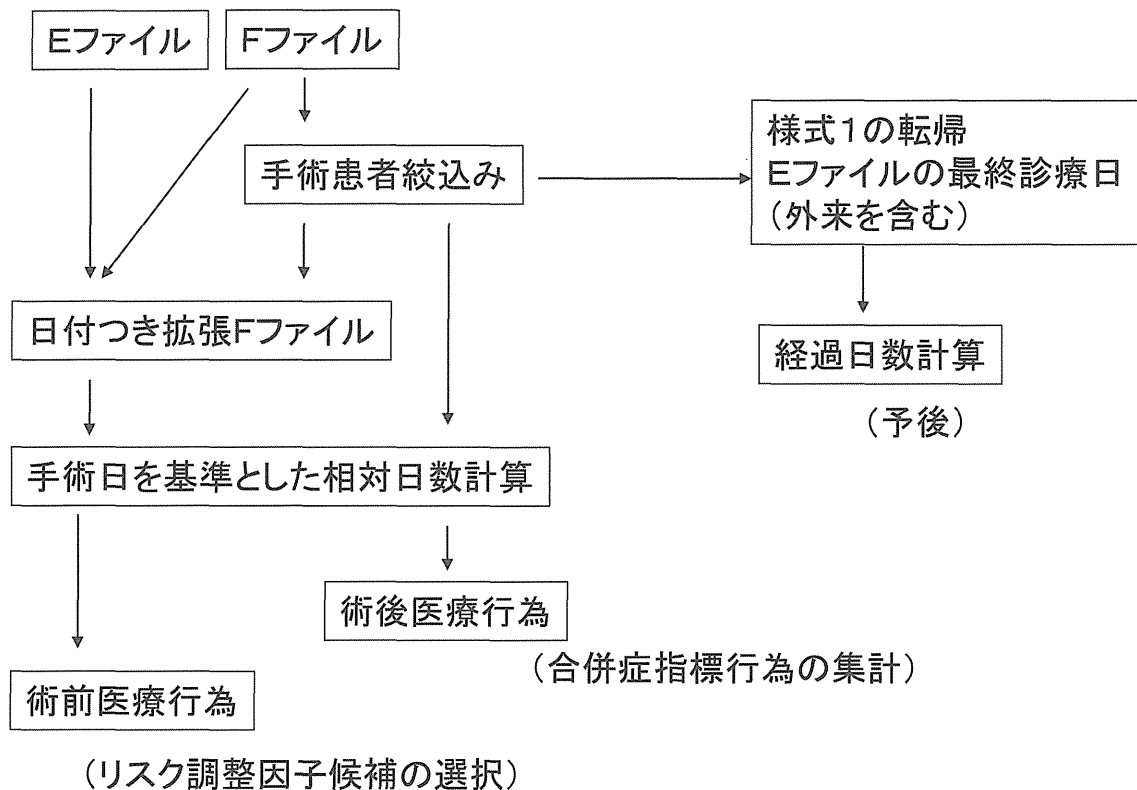 Eファイル
Fファイル
手術患者絞込み
様式1の転帰
Eファイルの最終診療日
（外来を含む）
日付つき拡張Fファイル
経過日数計算
（予後）
手術日を基準とした相対日数計算
術後医療行為
（合併症指標行為の集計）
術前医療行為
（リスク調整因子候補の選択）